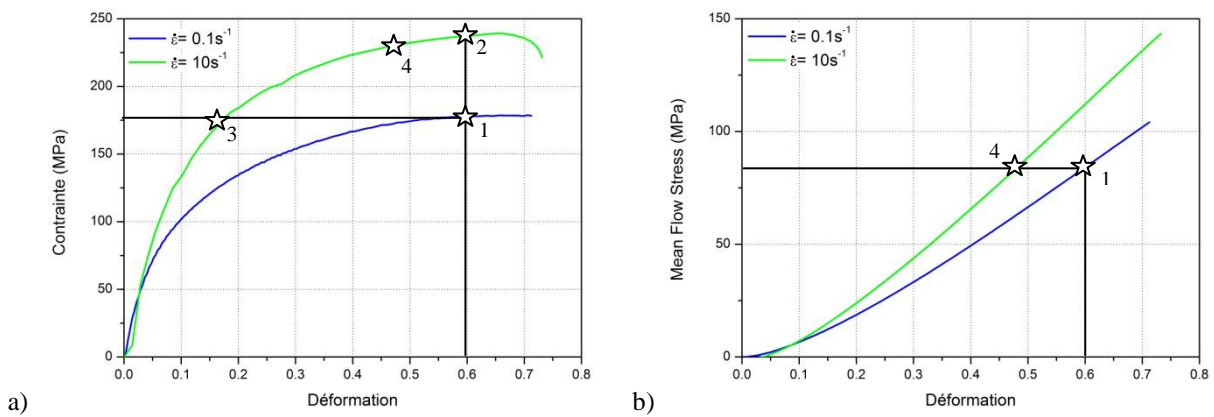 250
200
150
100
50
0
Contrainte (MPa)
ε̇= 0.1s⁻¹
ε̇= 10s⁻¹
2
4
3
1
0.0 0.1 0.2 0.3 0.4 0.5 0.6 0.7 0.8
Déformation
a)
150
100
50
0
Mean Flow Stress (MPa)
ε̇= 0.1s⁻¹
ε̇= 10s⁻¹
4
1
0.0 0.1 0.2 0.3 0.4 0.5 0.6 0.7 0.8
Déformation
b)